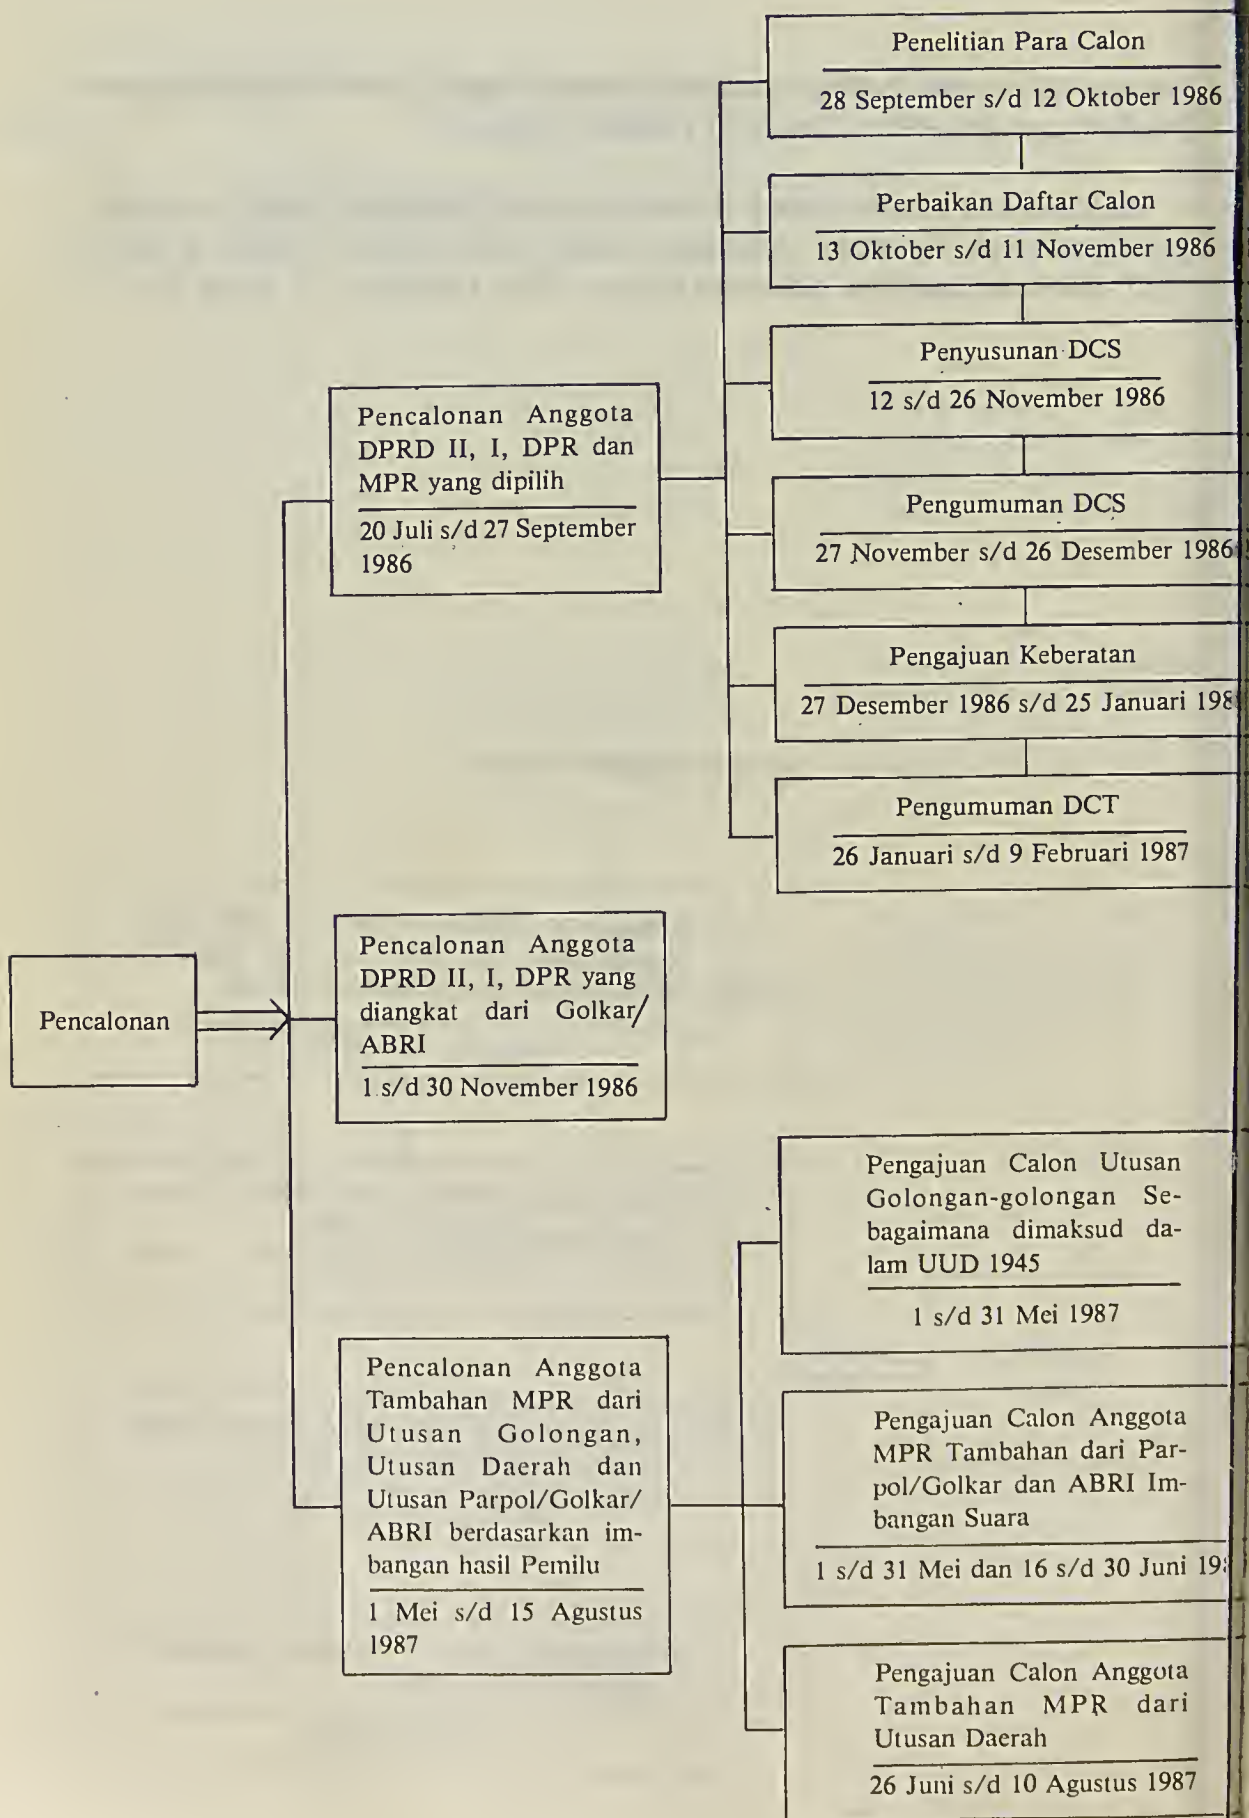 Penelitian Para Calon
28 September s/d 12 Oktober 1986
Perbaikan Daftar Calon
13 Oktober s/d 11 November 1986
Penyusunan DCS
12 s/d 26 November 1986
Pengumuman DCS
27 November s/d 26 Desember 1986
Pengajuan Keberatan
27 Desember 1986 s/d 25 Januari
Pengumuman DCT
26 Januari s/d 9 Februari 1987
Pencalonan Anggota
DPRD II, I, DPR dan
MPR yang dipilih
20 Juli s/d 27 September
1986
Pencalonan
Pencalonan Anggota
DPRD II, I, DPR yang
diangkat dari Golkar/
ABRI
1 s/d 30 November 1986
Pencalonan Anggota
Tambahan MPR dari
Utusan Golongan,
Utusan Daerah dan
Utusan Parpol/Golkar/
ABRI berdasarkan im-
bangan hasil Pemilu
1 Mei s/d 15 Agustus
1987
Pengajuan Calon Utusan
Golongan-golongan Se-
bagaimana dimaksud da-
lam UUD 1945
1 s/d 31 Mei 1987
Pengajuan Calon Anggota
MPR Tambahan dari Par-
pol/Golkar dan ABRI Im-
bangan Suara
1 s/d 31 Mei dan 16 s/d 30 Juni
Pengajuan Calon Anggota
Tambahan MPR dari
Utusan Daerah
26 Juni s/d 10 Agustus 1987